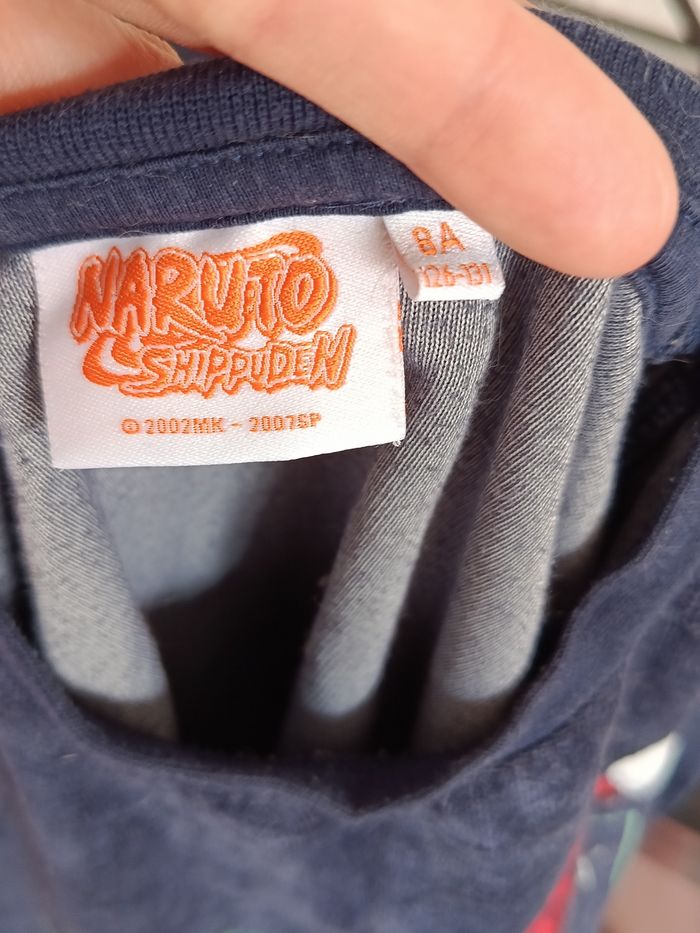 NARUTO
SHIPPUDEN
©2002MK - 2007SP
8A
126-131